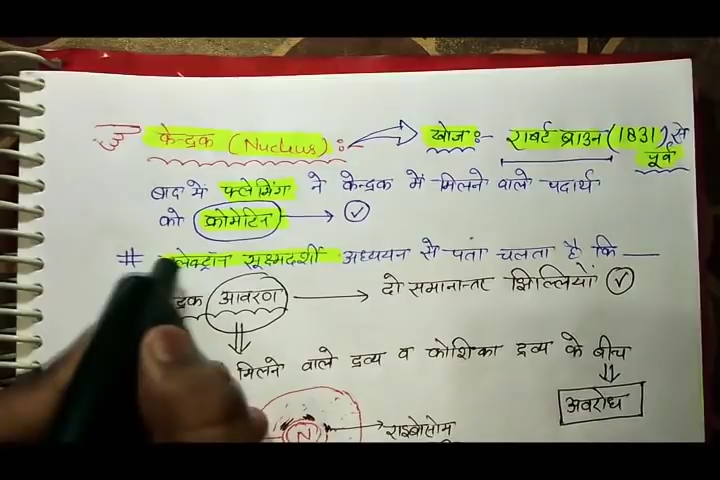 केन्द्रक (Nucleus) :- खोज :- राबर्ट ब्राउन (1831) से
पूर्व
बाद में फ्लेमिंग ने केन्द्रक में मिलने वाले पदार्थ
को क्रोमेटिन
# सूक्ष्मदर्शी अध्ययन से पता चलता है कि
आवरण दो समानान्तर झिल्लियों
मिलने वाले द्रव्य व कोशिका द्रव्य के बीच
अवरोध
N राइबोसोम